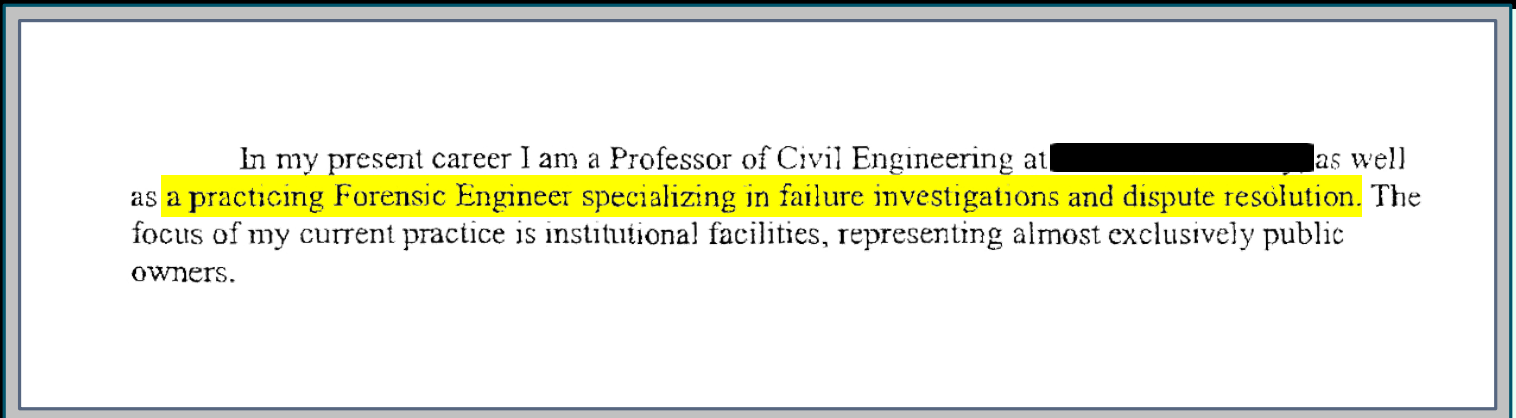 In my present career I am a Professor of Civil Engineering at as well
as a practicing Forensic Engineer specializing in failure investigations and dispute resolution. The
focus of my current practice is institutional facilities, representing almost exclusively public
owners.